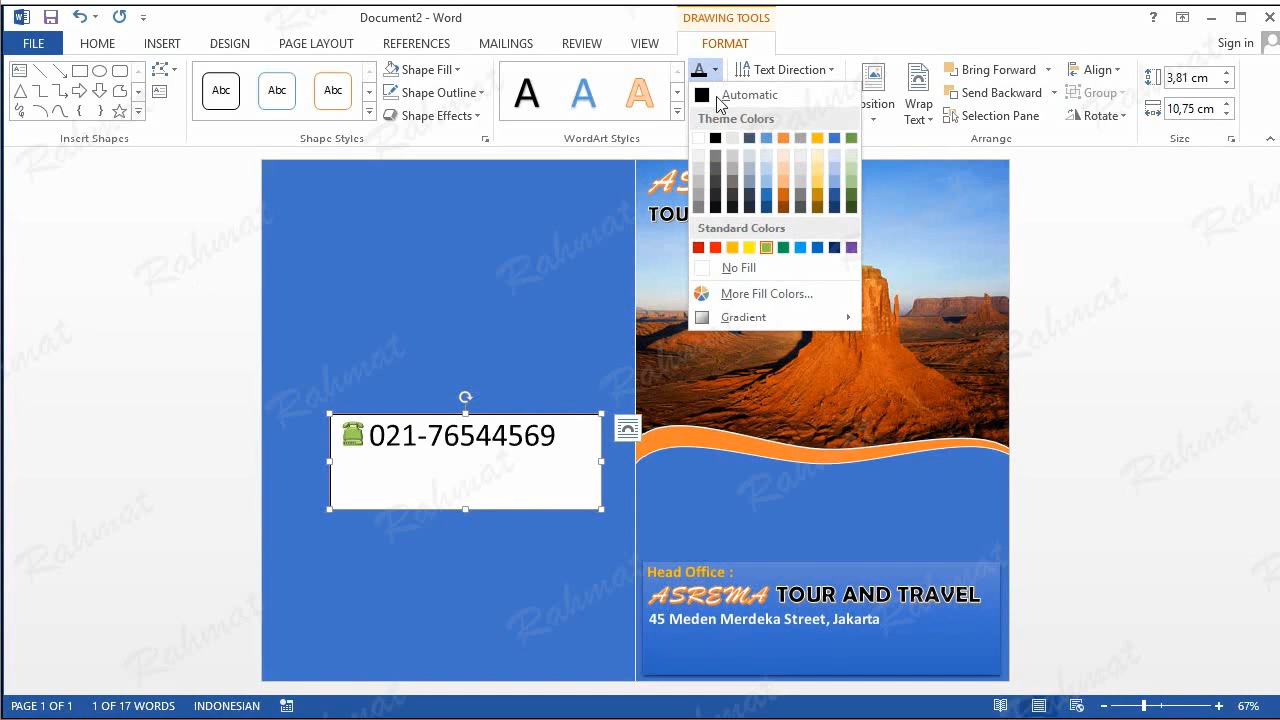 Document2 - Word
DRAWING TOOLS
?
FILE
HOME
INSERT
DESIGN
PAGE LAYOUT
REFERENCES
MAILINGS
REVIEW
VIEW
FORMAT
Sign in
Abc
Abc
Abc
Shape Fill
Shape Outline
Shape Effects
A
A
A
A
Text Direction
osition
Wrap
Text
Bring Forward
Send Backward
Selection Pane
Align
Group
Rotate
3,81 cm
10,75 cm
Insert Shapes
Shape Styles
WordArt Styles
Arrange
Size
Automatic
Theme Colors
Standard Colors
No Fill
More Fill Colors...
Gradient
TOU
021-76544569
Head Office :
ASREMA TOUR AND TRAVEL
45 Meden Merdeka Street, Jakarta
Rahmat
PAGE 1 OF 1
1 OF 17 WORDS
INDONESIAN
67%